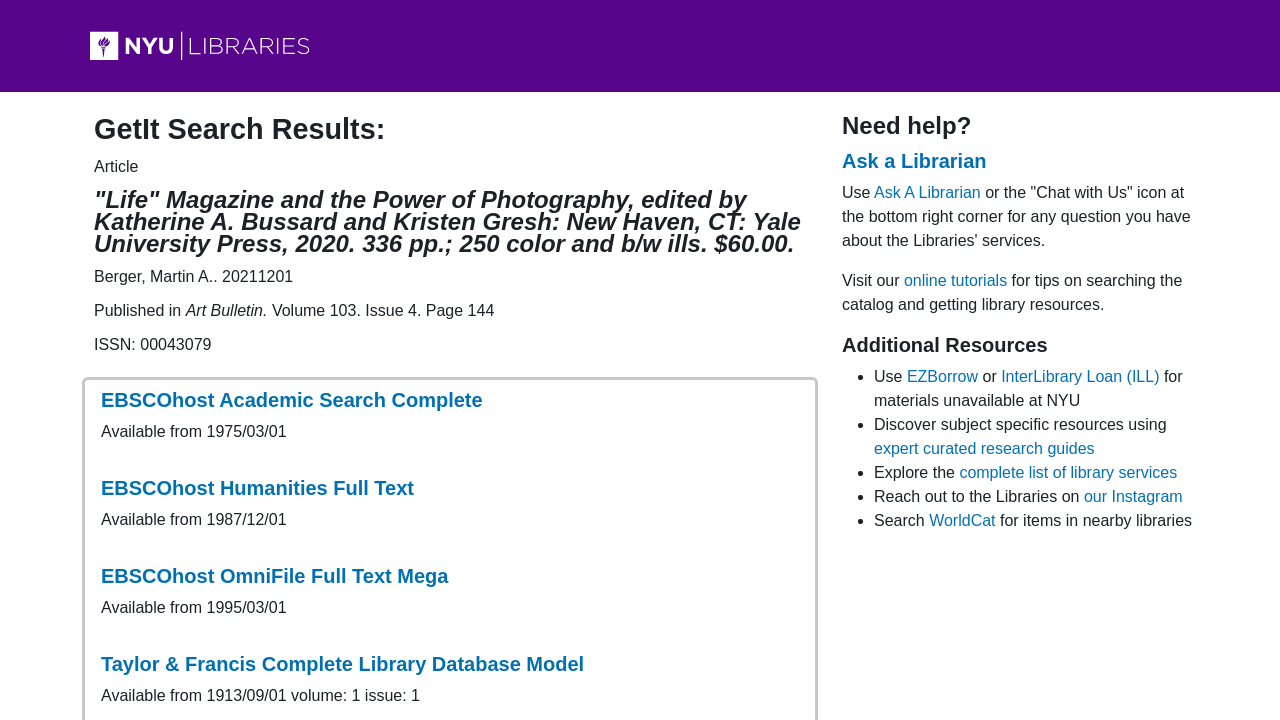 NYU LIBRARIES
GetIt Search Results:
Article
"Life" Magazine and the Power of Photography, edited by
Katherine A. Bussard and Kristen Gresh: New Haven, CT: Yale
University Press, 2020. 336 pp.; 250 color and b/w ills. $60.00.
Berger, Martin A.. 20211201
Published in Art Bulletin. Volume 103. Issue 4. Page 144
ISSN: 00043079
EBSCOhost Academic Search Complete
Available from 1975/03/01
EBSCOhost Humanities Full Text
Available from 1987/12/01
EBSCOhost OmniFile Full Text Mega
Available from 1995/03/01
Taylor & Francis Complete Library Database Model
Available from 1913/09/01 volume: 1 issue: 1
Need help?
Ask a Librarian
Use Ask A Librarian or the "Chat with Us" icon at
the bottom right corner for any question you have
about the Libraries' services.
Visit our online tutorials for tips on searching the
catalog and getting library resources.
Additional Resources
• Use EZBorrow or InterLibrary Loan (ILL) for
materials unavailable at NYU
• Discover subject specific resources using
expert curated research guides
• Explore the complete list of library services
• Reach out to the Libraries on our Instagram
• Search WorldCat for items in nearby libraries